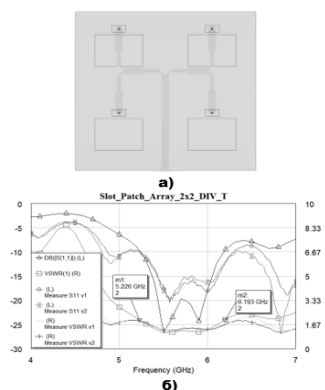 а)
Slot_Patch_Array_2x2_DIV_T
0
-5
-10
-15
-20
-25
-30
10
8.33
6.67
5
3.33
1.67
0
DB(|S(1,1)|) (L)
VSWR(1) (R)
(L)
Measure S11 v1
(L)
Measure S11 v2
(R)
Measure VSWR v1
(R)
Measure VSWR v2
m1:
5.226 GHz
2
m2:
6.193 GHz
2
4
5
6
7
Frequency (GHz)
б)